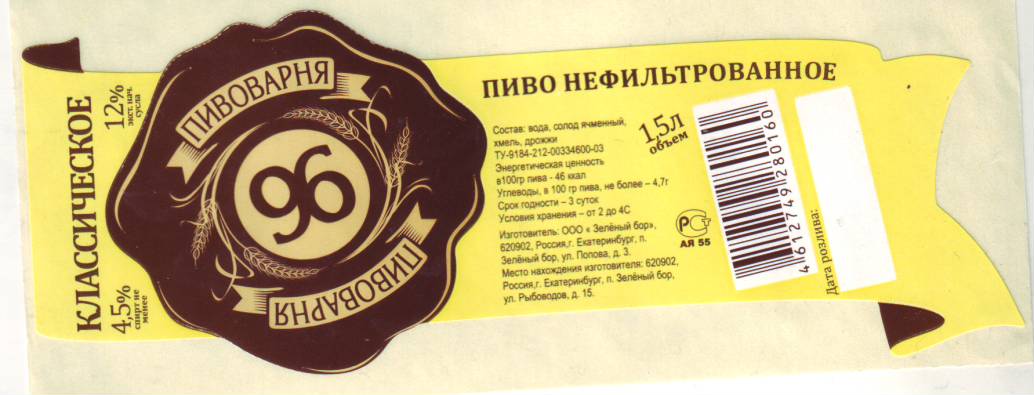 КЛАССИЧЕСКОЕ
4,5%
спирт не
менее
12%
экст. нач.
сусла
ПИВОВАРНЯ
96
ПИВОВАРНЯ
ПИВО НЕФИЛЬТРОВАННОЕ
Состав: вода, солод ячменный,
хмель, дрожжи
ТУ-9184-212-00334600-03
Энергетическая ценность
в100гр пива - 46 ккал
Углеводы, в 100 гр пива, не более – 4,7г
Срок годности – 3 суток
Условия хранения – от 2 до 4С
Изготовитель: ООО « Зелёный бор»,
620902, Россия,г. Екатеринбург, п.
Зелёный бор, ул. Попова, д. 3.
Место нахождения изготовителя: 620902,
Россия,г. Екатеринбург, п. Зелёный бор,
ул. Рыбоводов, д. 15.
1,5л
объем
РСТ
АЯ 55
4612749280160
Дата розлива: